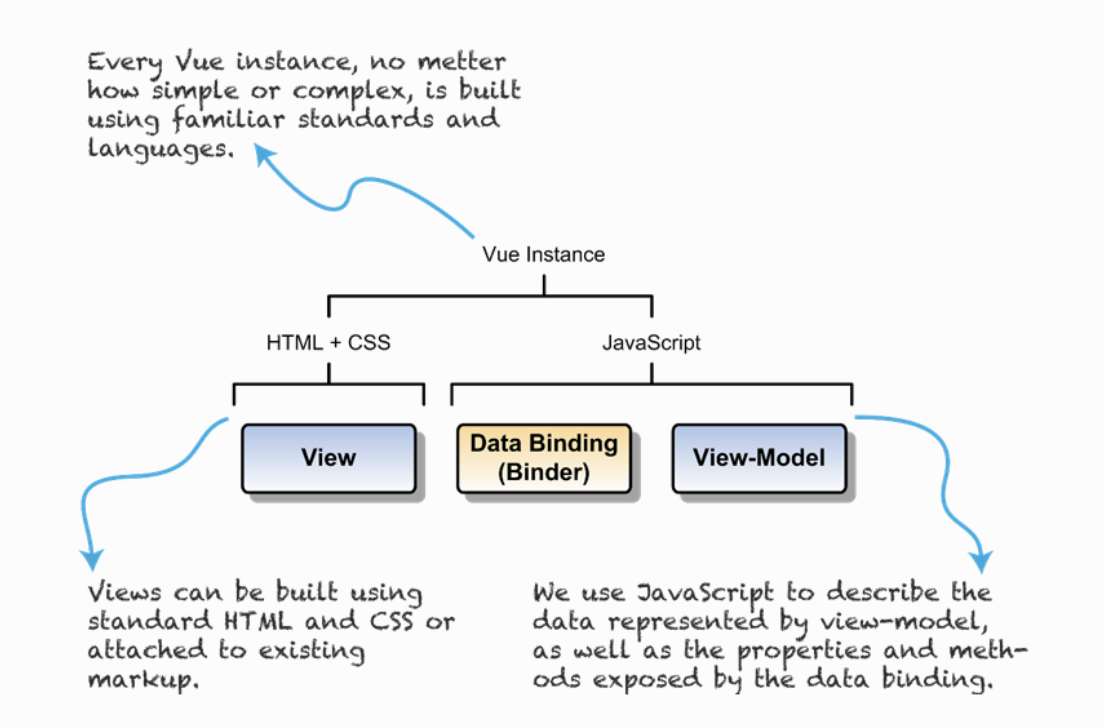 Every Vue instance, no metter
how simple or complex, is built
using familiar standards and
languages.
Vue Instance
HTML + CSS
JavaScript
View
Data Binding
(Binder)
View-Model
Views can be built using
standard HTML and CSS or
attached to existing
markup.
We use JavaScript to describe the
data represented by view-model,
as well as the properties and meth-
ods exposed by the data binding.